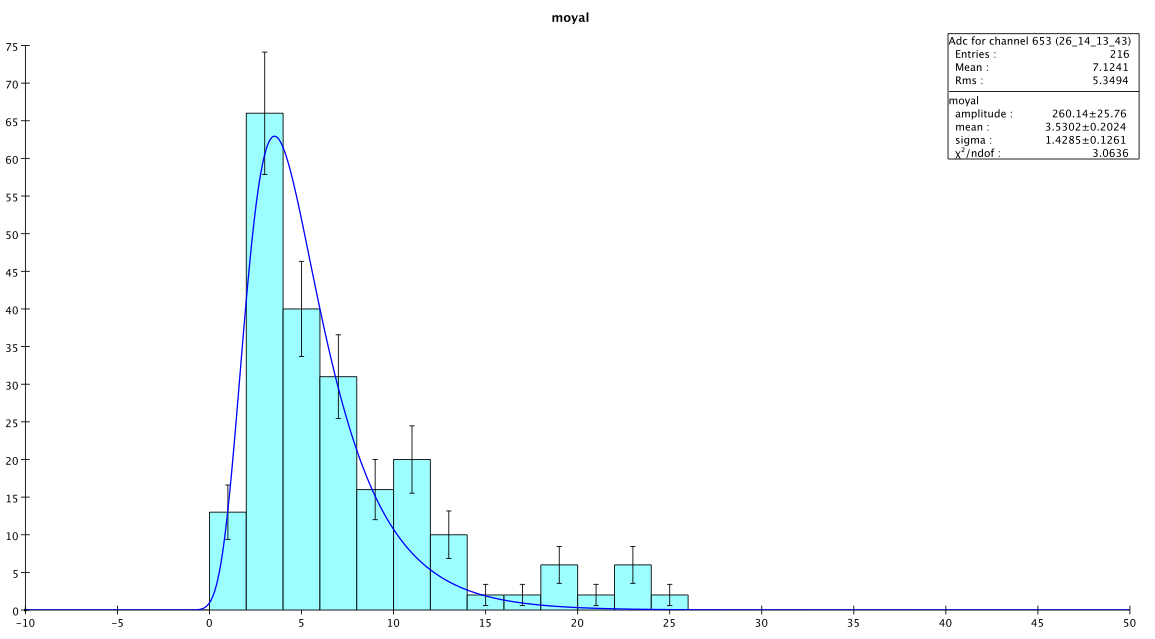 moyal
Adc for channel 653 (26_14_13_43)
Entries : 216
Mean : 7.1241
Rms : 5.3494
moyal
amplitude : 260.14±25.76
mean : 3.5302±0.2024
sigma : 1.4285±0.1261
χ²/ndof : 3.0636
75
70
65
60
55
50
45
40
35
30
25
20
15
10
5
0
-10 -5 0 5 10 15 20 25 30 35 40 45 50